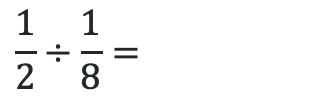 1/2 ÷ 1/8 =